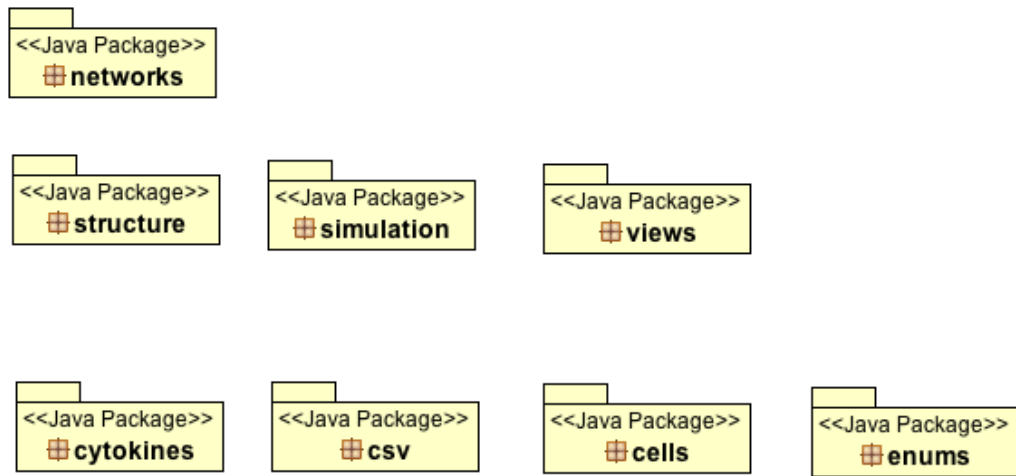 <<Java Package>>
networks
<<Java Package>>
structure
<<Java Package>>
simulation
<<Java Package>>
views
<<Java Package>>
cytokines
<<Java Package>>
csv
<<Java Package>>
cells
<<Java Package>>
enums